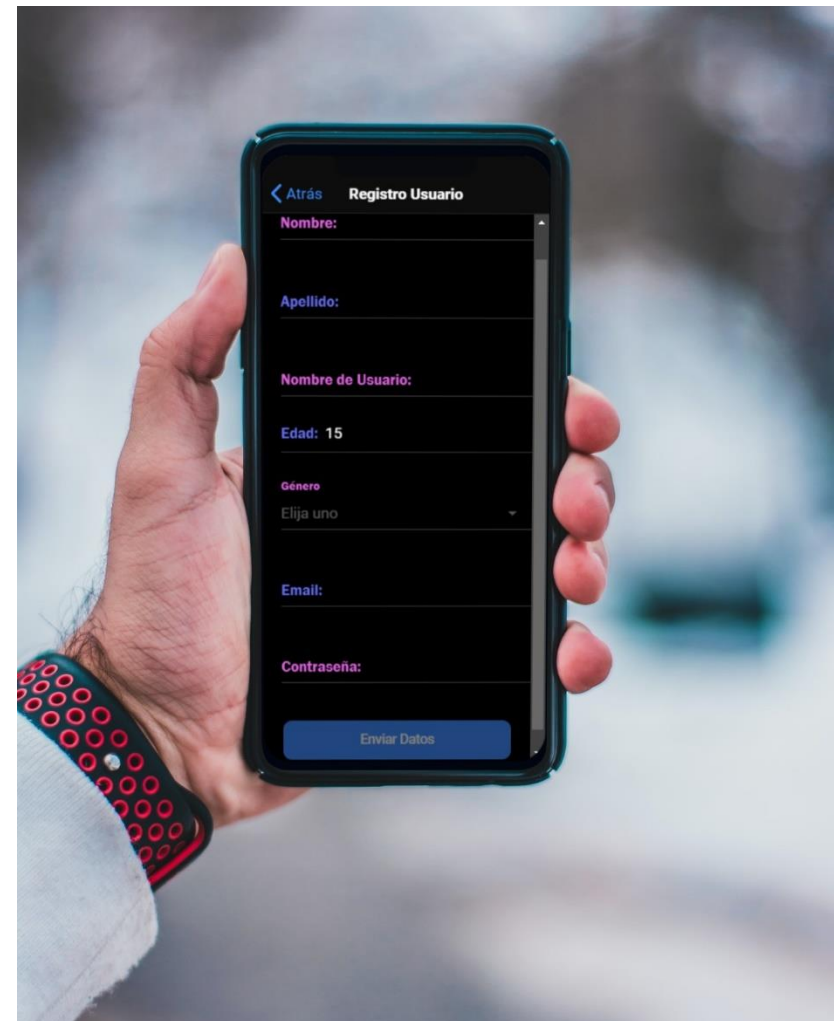 Atrás Registro Usuario
Nombre:
Apellido:
Nombre de Usuario:
Edad: 15
Género
Elija uno
Email:
Contraseña:
Enviar Datos